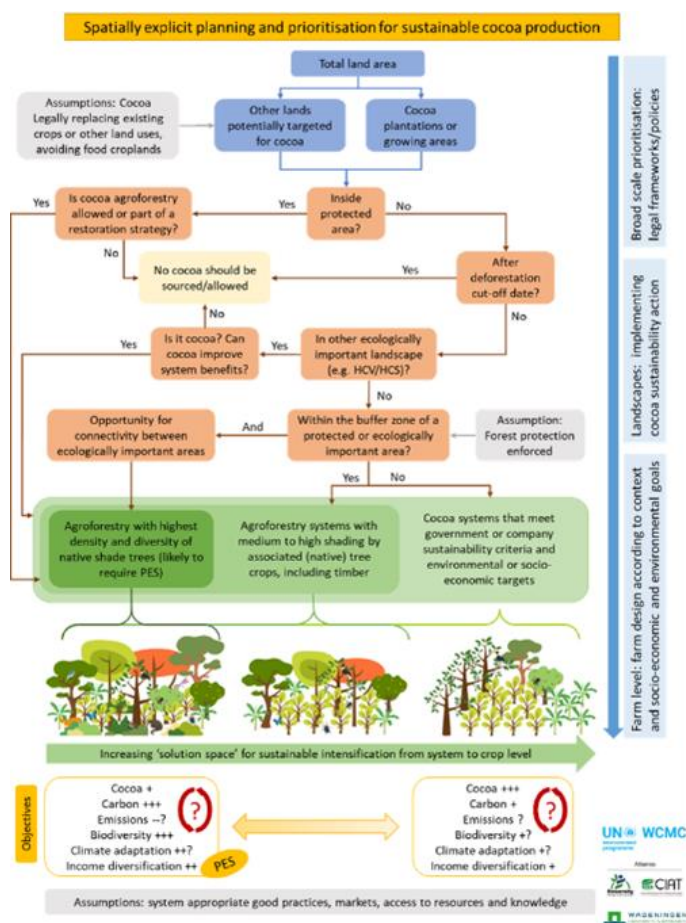 Spatially explicit planning and prioritisation for sustainable cocoa production
Total land area
Assumptions: Cocoa
Legally replacing existing
crops or other land uses,
avoiding food croplands
Other lands
potentially targeted
for cocoa
Cocoa
plantations or
growing areas
Broad scale prioritisation:
legal frameworks/policies
Yes
Is cocoa agroforestry
allowed or part of a
restoration strategy?
Yes
Inside
protected
area?
No
No
No cocoa should be
sourced/allowed
Yes
After
deforestation
cut-off date?
No
No
Yes
Is it cocoa? Can
cocoa improve
system benefits?
Yes
In other ecologically
important landscape
(e.g. HCV/HCS)?
No
Landscapes: implementing
cocoa sustainability action
Opportunity for
connectivity between
ecologically important areas
And
Within the buffer zone of a
protected or ecologically
important area?
Assumption:
Forest protection
enforced
Yes
No
Agroforestry with highest
density and diversity of
native shade trees (likely to
require PES)
Agroforestry systems with
medium to high shading by
associated (native) tree
crops, including timber
Cocoa systems that meet
government or company
sustainability criteria and
environmental or socio-
economic targets
Farm level: farm design according to context
and socio-economic and environmental goals
Increasing 'solution space' for sustainable intensification from system to crop level
Objectives
Cocoa +
Carbon +++
Emissions --?
Biodiversity +++
Climate adaptation ++?
Income diversification ++
?
PES
Cocoa +++
Carbon +
Emissions ?
Biodiversity +?
Climate adaptation +?
Income diversification +
?
Assumptions: system appropriate good practices, markets, access to resources and knowledge
UN WCMC
environment
programme
Alliance
CIAT
WAGENINGEN